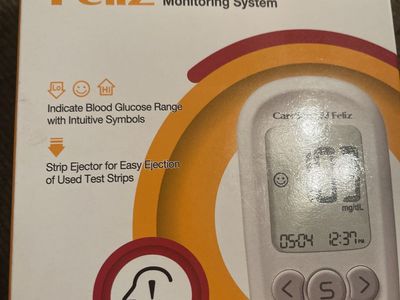 Feliz
Monitoring System
Lo
Hi
Indicate Blood Glucose Range
with Intuitive Symbols
Strip Ejector for Easy Ejection
of Used Test Strips
Feliz
mg/dL
05-04 12:37 PM
S